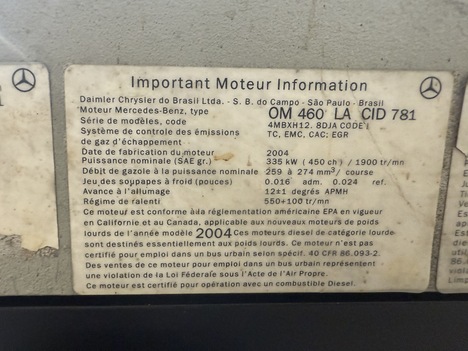 Important Moteur Information
Daimler Chrysler do Brasil Ltda. - S. B. do Campo - São Paulo - Brasil
Moteur Mercedes-Benz, type OM 460 LA CID 781
Série de modèles, code 4MBXH12.8DJA CODE i
Système de contrôle des émissions TC, EMC, CAC; EGR
de gaz d'échappement
Date de fabrication du moteur 2004
Puissance nominale (SAE gr.) 335 kW (450 ch) / 1900 tr/mn
Débit de gazole à la puissance nominale 259 à 274 mm³/ course
Jeu des soupapes à froid (pouces) 0.016 adm. 0.024 ref.
Avance à l'allumage 12±1 degrés APMH
Régime de ralenti 550+100 tr/mn
Ce moteur est conforme àla réglementation américaine EPA en vigueur
en Californie et au Canada, applicable aux nouveaux moteurs de poids
lourds de l'année modèle 2004 Ces moteurs diesel de catégorie lourde
sont destinés essentiellement aux poids lourds. Ce moteur n'est pas
certifié pour emploi dans un bus urbain selon spécif. 40 CFR 86.093-2.
Des ventes de ce moteur pour emploi dans un bus urbain représentent
une violation de la Loi Fédérale sous l'Acte de l'Air Propre.
Ce moteur est certifié pour opération avec un combustible Diesel.